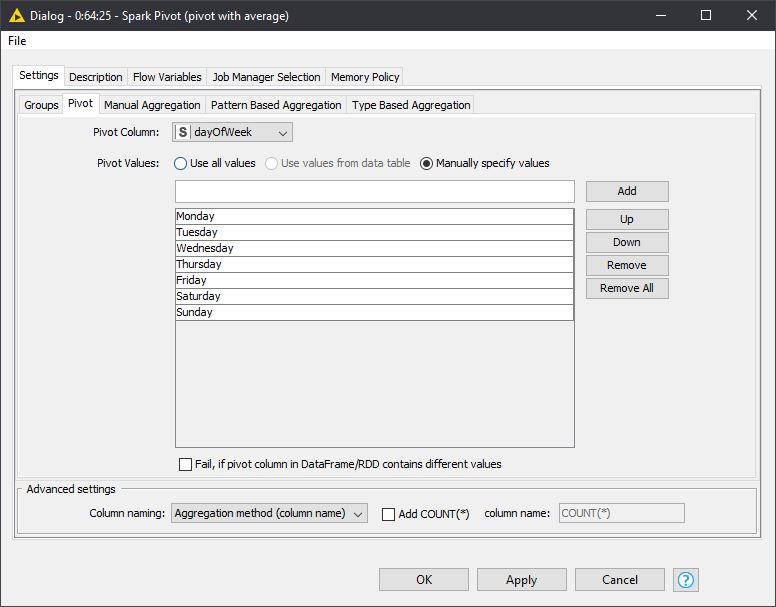 Dialog - 0:64:25 - Spark Pivot (pivot with average)
File
Settings Description Flow Variables Job Manager Selection Memory Policy
Groups Pivot Manual Aggregation Pattern Based Aggregation Type Based Aggregation
Pivot Column: S dayOfWeek
Pivot Values: Use all values Use values from data table Manually specify values
Add
Monday
Up
Tuesday
Wednesday
Down
Thursday
Remove
Friday
Remove All
Saturday
Sunday
Fail, if pivot column in DataFrame/RDD contains different values
Advanced settings
Column naming: Aggregation method (column name) Add COUNT(*) column name: COUNT(*)
OK Apply Cancel ?